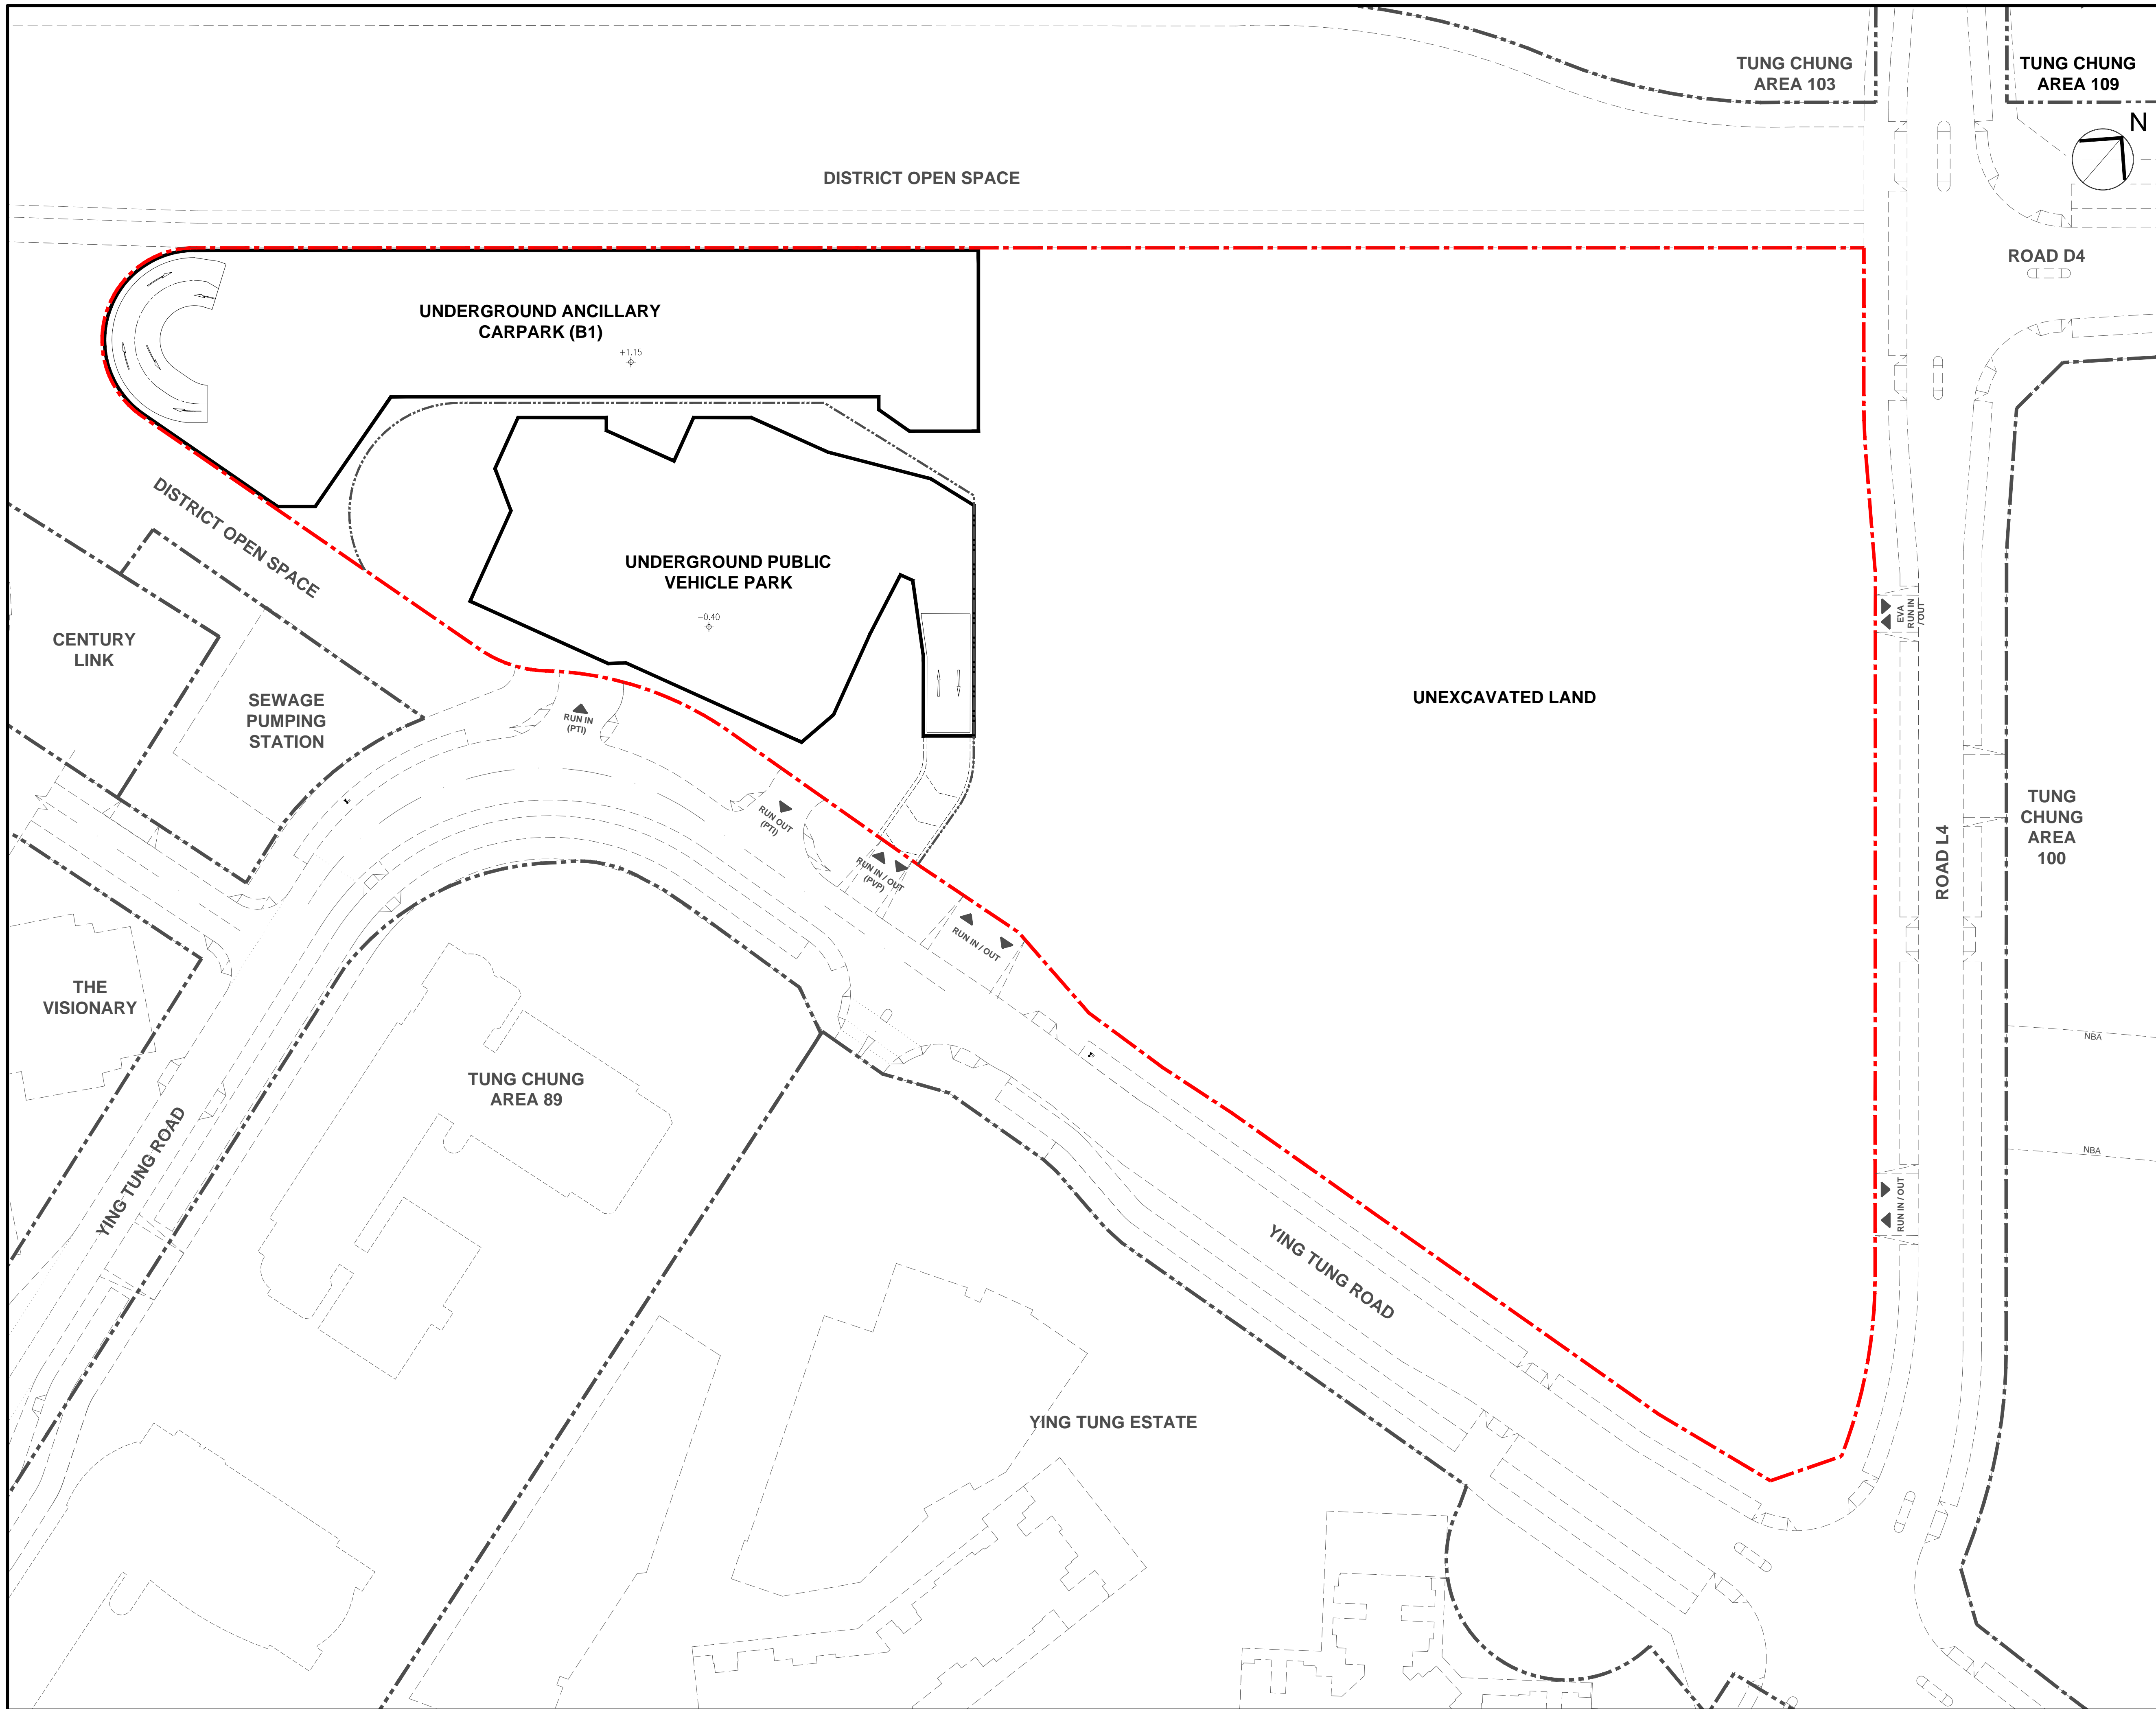 TUNG CHUNG
AREA 103
TUNG CHUNG
AREA 109
N
DISTRICT OPEN SPACE
ROAD D4
UNDERGROUND ANCILLARY
CARPARK (B1)
+1.15
DISTRICT OPEN SPACE
UNDERGROUND PUBLIC
VEHICLE PARK
-0.40
EVA
RUN IN
/ OUT
CENTURY
LINK
SEWAGE
PUMPING
STATION
RUN IN
(PTI)
UNEXCAVATED LAND
RUN OUT
(PTI)
RUN IN / OUT
(PVP)
RUN IN / OUT
ROAD L4
TUNG
CHUNG
AREA
100
THE
VISIONARY
NBA
TUNG CHUNG
AREA 89
YING TUNG ROAD
NBA
RUN IN / OUT
YING TUNG ROAD
YING TUNG ESTATE